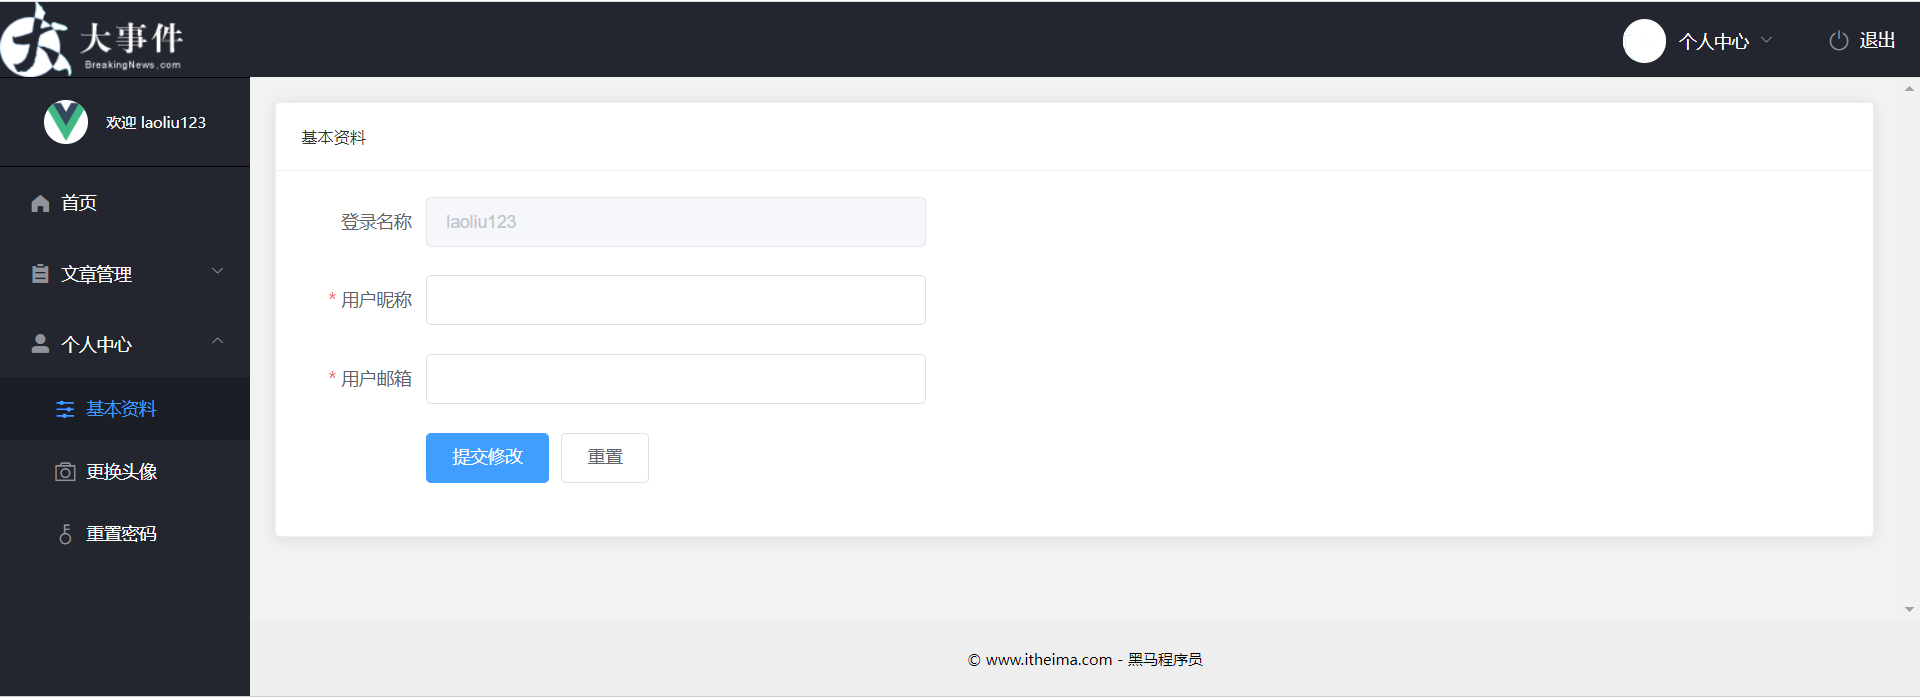 大事件
BreakingNews.com
个人中心
退出
欢迎 laoliu123
首页
文章管理
个人中心
基本资料
更换头像
重置密码
基本资料
登录名称 laoliu123
* 用户昵称
* 用户邮箱
提交修改 重置
© www.itheima.com - 黑马程序员